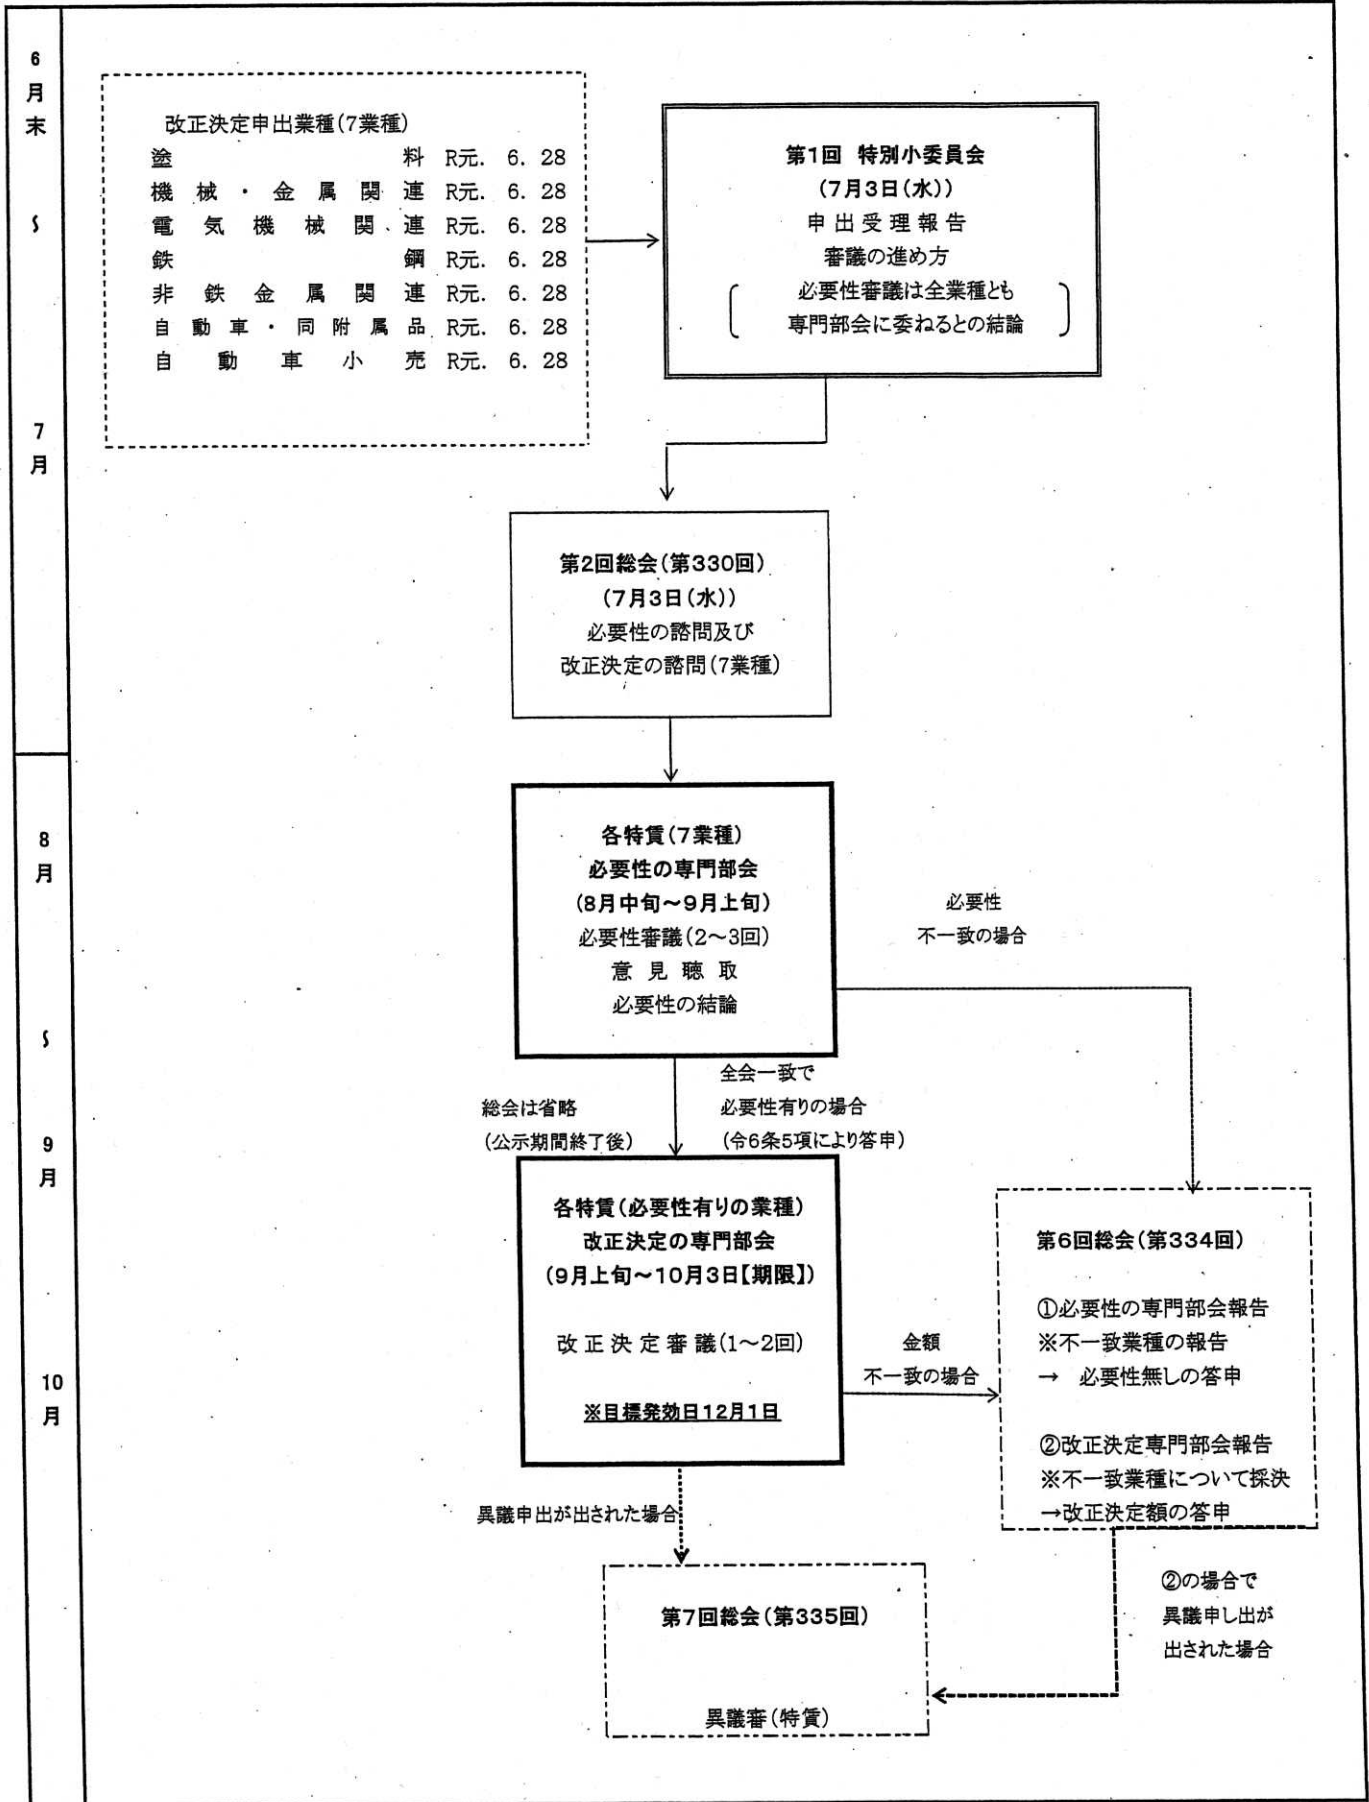 6
月
末
〜
7
月
8
月
〜
9
月
10
月
改正決定申出業種(7業種)
塗料 R元. 6. 28
機械・金属関連 R元. 6. 28
電気機械関連 R元. 6. 28
鉄鋼 R元. 6. 28
非鉄金属関連 R元. 6. 28
自動車・同附属品 R元. 6. 28
自動車小売 R元. 6. 28
第1回 特別小委員会
(7月3日(水))
申出受理報告
審議の進め方
必要性審議は全業種とも
専門部会に委ねるとの結論
第2回総会(第330回)
(7月3日(水))
必要性の諮問及び
改正決定の諮問(7業種)
各特賃(7業種)
必要性の専門部会
(8月中旬～9月上旬)
必要性審議(2～3回)
意見聴取
必要性の結論
必要性
不一致の場合
総会は省略
(公示期間終了後)
全会一致で
必要性有りの場合
(令6条5項により答申)
各特賃(必要性有りの業種)
改正決定の専門部会
(9月上旬～10月3日【期限】)
改正決定審議(1～2回)
※目標発効日12月1日
金額
不一致の場合
第6回総会(第334回)
①必要性の専門部会報告
※不一致業種の報告
→ 必要性無しの答申
②改正決定専門部会報告
※不一致業種について採決
→改正決定額の答申
異議申出が出された場合
②の場合で
異議申し出が
出された場合
第7回総会(第335回)
異議審(特賃)